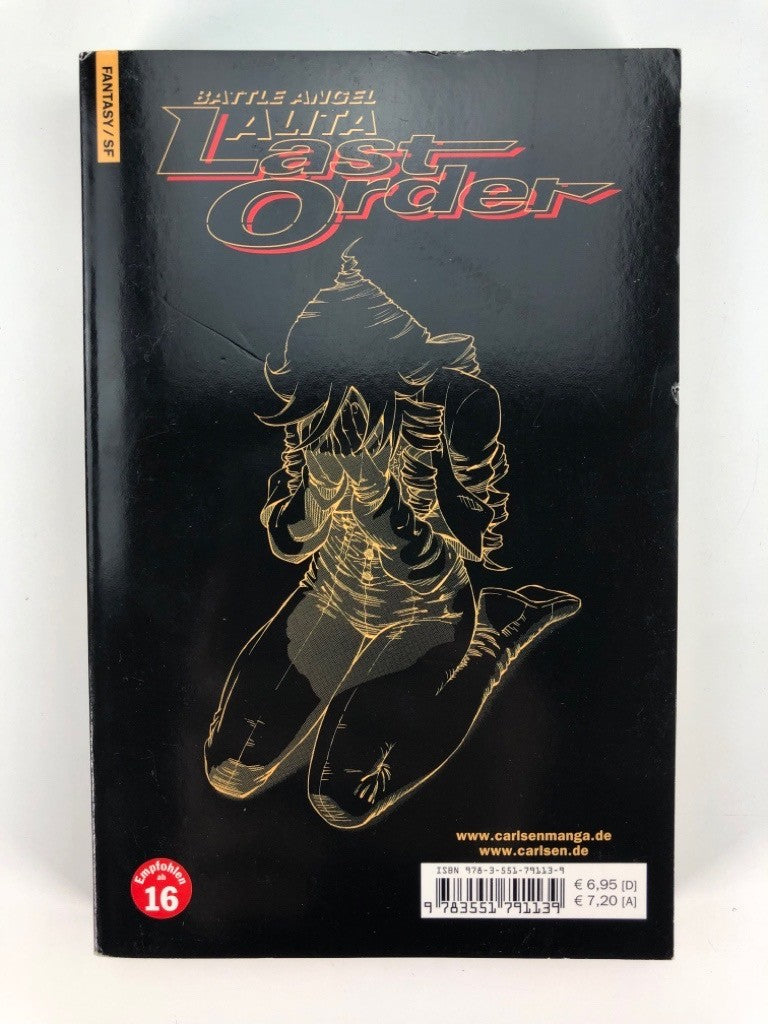 FANTASY / SF
BATTLE ANGEL
ALITA
Last
Order
www.carlsenmanga.de
www.carlsen.de
ISBN 978-3-551-79113-9
9 783551 791139
€ 6,95 [D]
€ 7,20 [A]
Empfohlen
ab
16